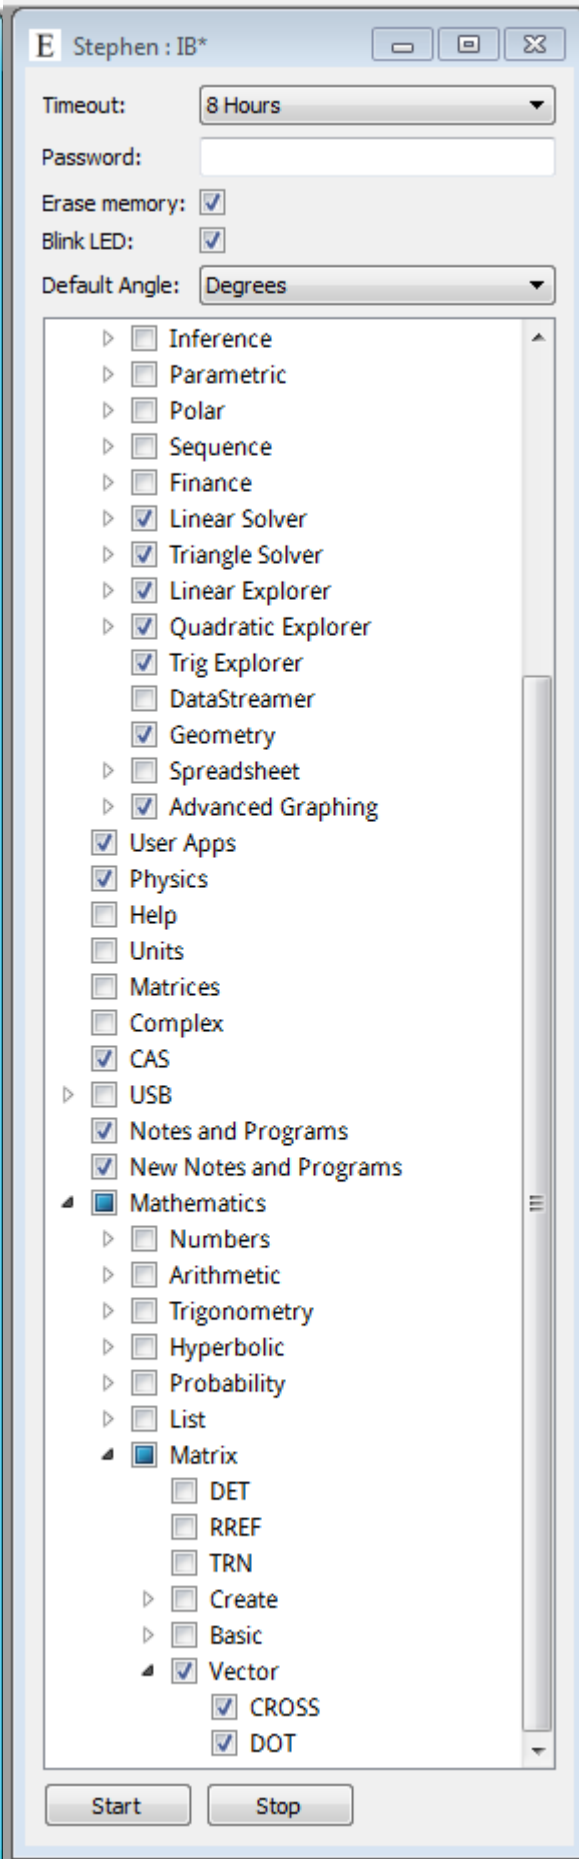 E Stephen : IB*
Timeout: 8 Hours
Password:
Erase memory:
Blink LED:
Default Angle: Degrees
Inference
Parametric
Polar
Sequence
Finance
Linear Solver
Triangle Solver
Linear Explorer
Quadratic Explorer
Trig Explorer
DataStreamer
Geometry
Spreadsheet
Advanced Graphing
User Apps
Physics
Help
Units
Matrices
Complex
CAS
USB
Notes and Programs
New Notes and Programs
Mathematics
Numbers
Arithmetic
Trigonometry
Hyperbolic
Probability
List
Matrix
DET
RREF
TRN
Create
Basic
Vector
CROSS
DOT
Start Stop